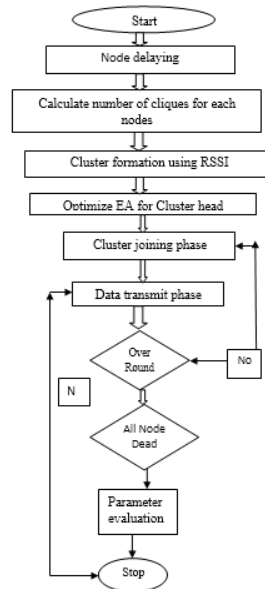 Start
Node delaying
Calculate number of cliques for each
nodes
Cluster formation using RSSI
Optimize EA for Cluster head
Cluster joining phase
Data transmit phase
Over
Round
No
N
All Node
Dead
Parameter
evaluation
Stop